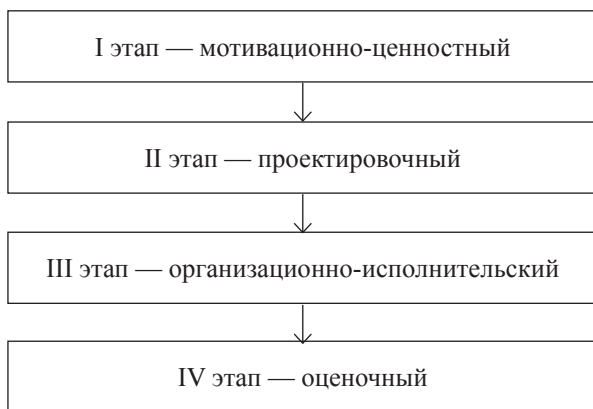 I этап — мотивационно-ценностный
II этап — проектировочный
III этап — организационно-исполнительский
IV этап — оценочный